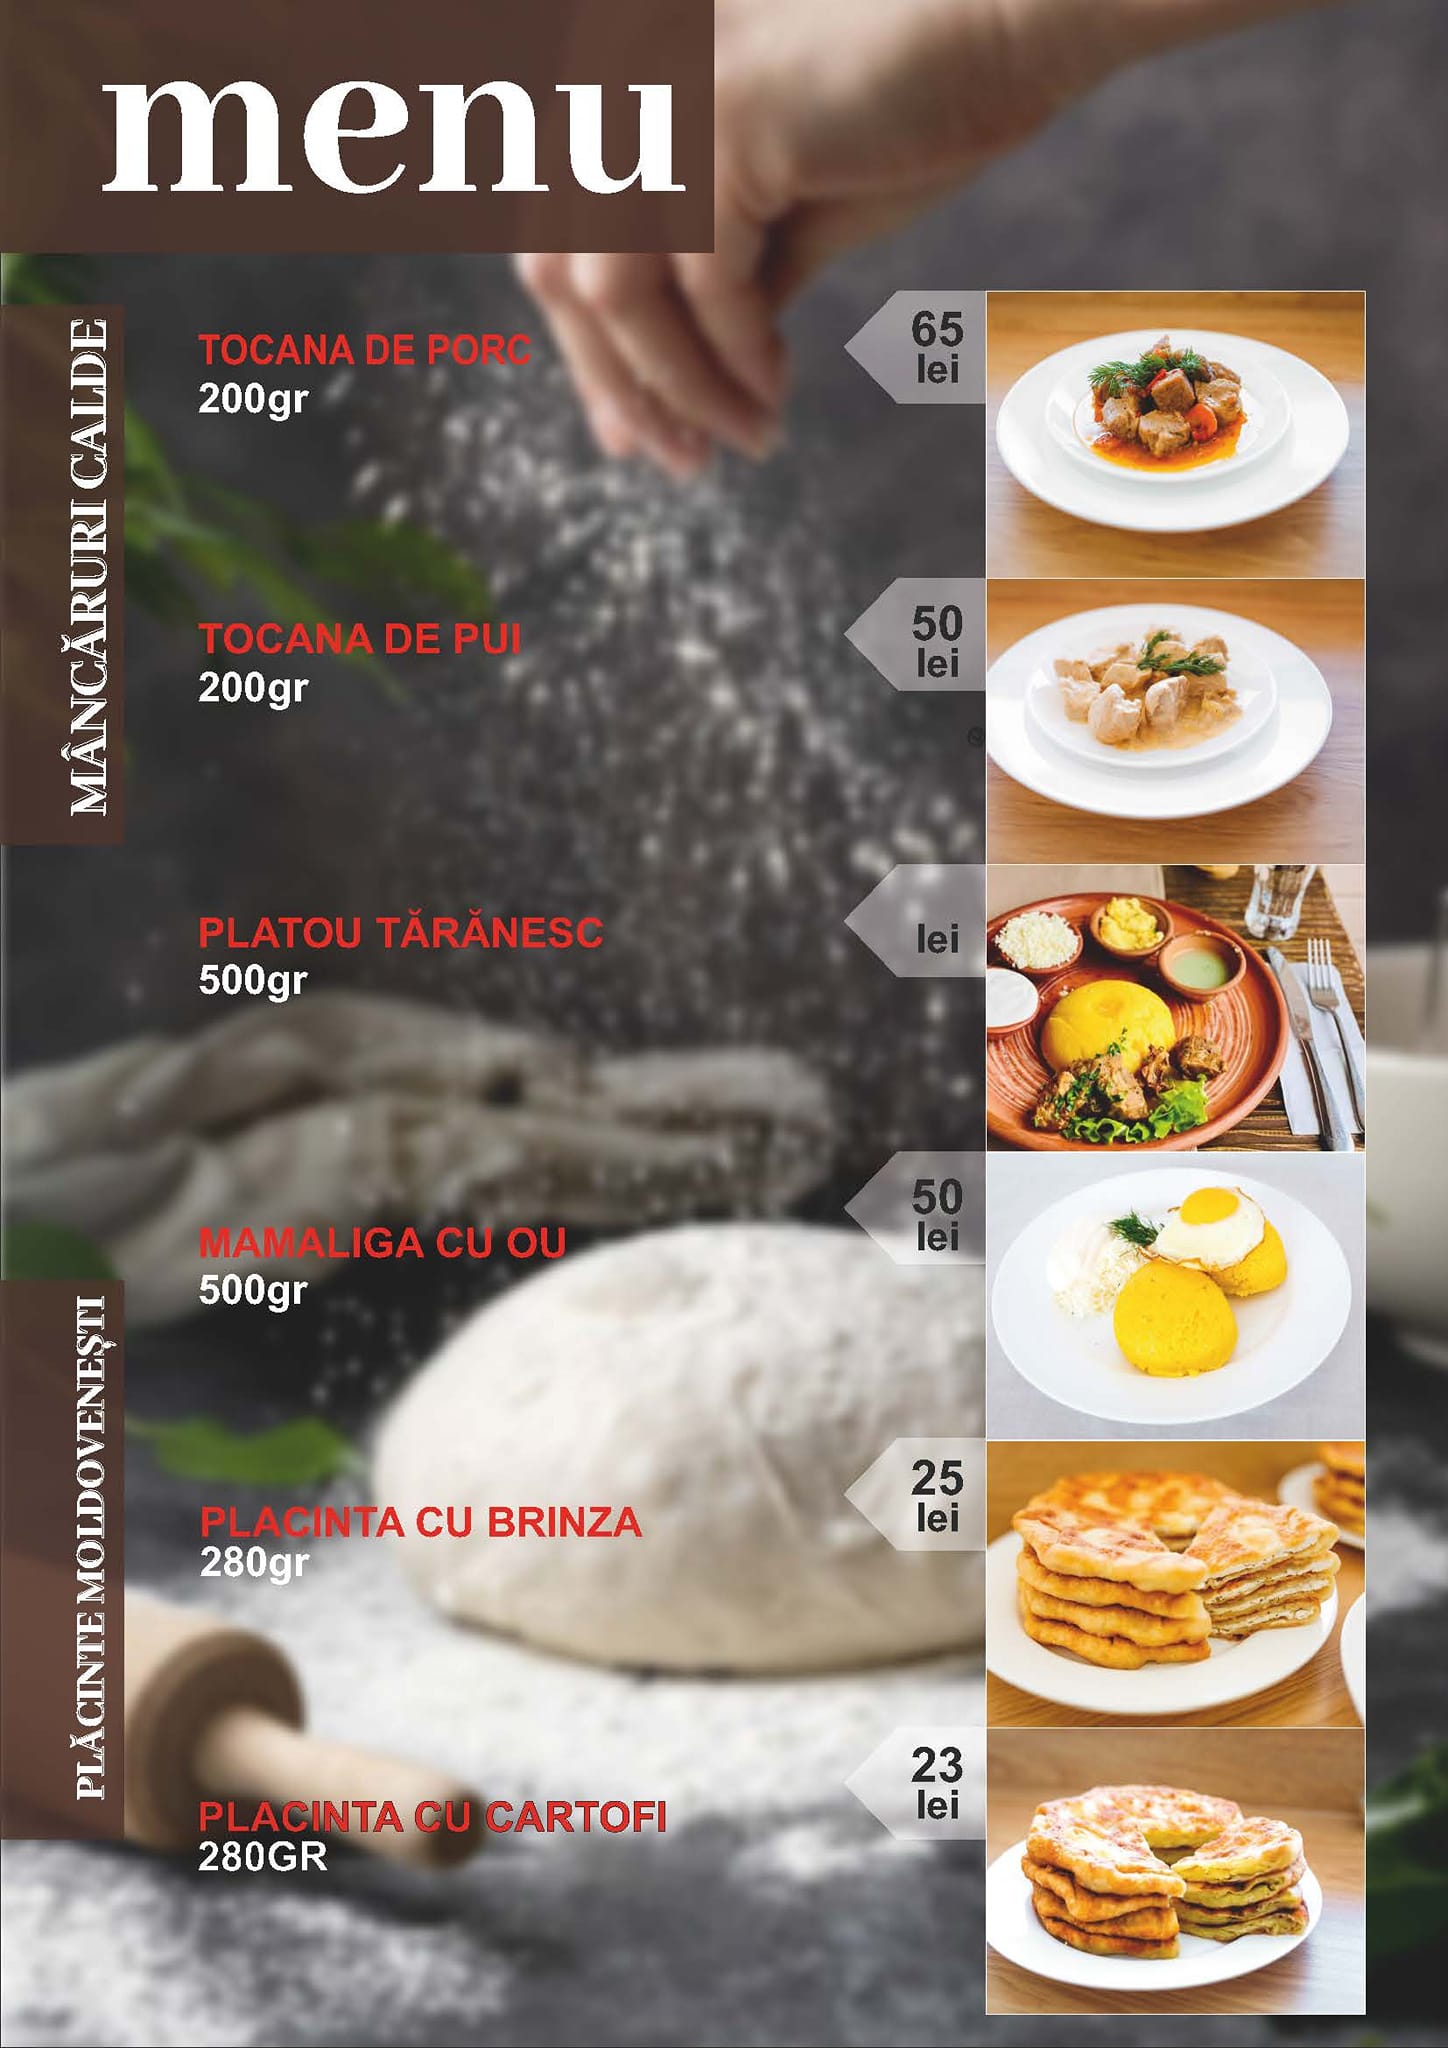 menu
MÂNCĂRURI CALDE
TOCANA DE PORC
200gr
65
lei
TOCANA DE PUI
200gr
50
lei
PLATOU TĂRĂNESC
500gr
lei
MAMALIGA CU OU
500gr
50
lei
PLĂCINTE MOLDOVENEȘTI
PLACINTA CU BRINZA
280gr
25
lei
PLACINTA CU CARTOFI
280GR
23
lei